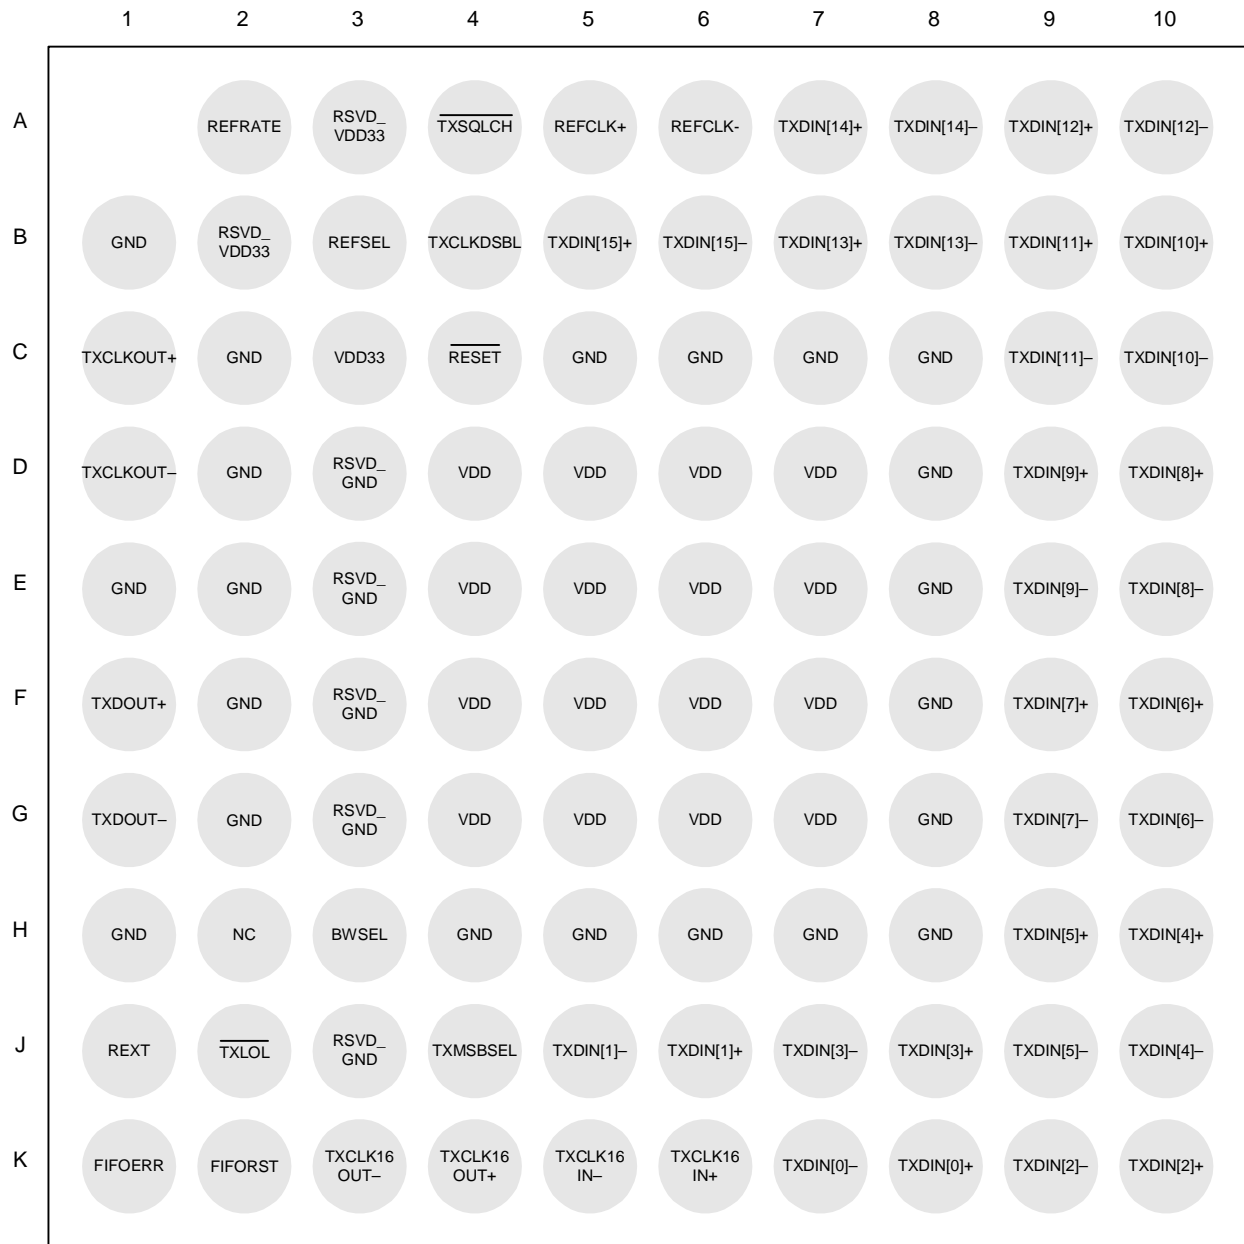 1 2 3 4 5 6 7 8 9 10
A REFRATE RSVD_ VDD33 TXSQLCH REFCLK+ REFCLK- TXDIN[14]+ TXDIN[14]– TXDIN[12]+ TXDIN[12]–
B GND RSVD_ VDD33 REFSEL TXCLKDSBL TXDIN[15]+ TXDIN[15]– TXDIN[13]+ TXDIN[13]– TXDIN[11]+ TXDIN[10]+
C TXCLKOUT+ GND VDD33 RESET GND GND GND GND TXDIN[11]– TXDIN[10]–
D TXCLKOUT– GND RSVD_ GND VDD VDD VDD VDD GND TXDIN[9]+ TXDIN[8]+
E GND GND RSVD_ GND VDD VDD VDD VDD GND TXDIN[9]– TXDIN[8]–
F TXDOUT+ GND RSVD_ GND VDD VDD VDD VDD GND TXDIN[7]+ TXDIN[6]+
G TXDOUT– GND RSVD_ GND VDD VDD VDD VDD GND TXDIN[7]– TXDIN[6]–
H GND NC BWSEL GND GND GND GND GND TXDIN[5]+ TXDIN[4]+
J REXT TXLOL RSVD_ GND TXMSBSEL TXDIN[1]– TXDIN[1]+ TXDIN[3]– TXDIN[3]+ TXDIN[5]– TXDIN[4]–
K FIFOERR FIFORST TXCLK16 OUT– TXCLK16 OUT+ TXCLK16 IN– TXCLK16 IN+ TXDIN[0]– TXDIN[0]+ TXDIN[2]– TXDIN[2]+